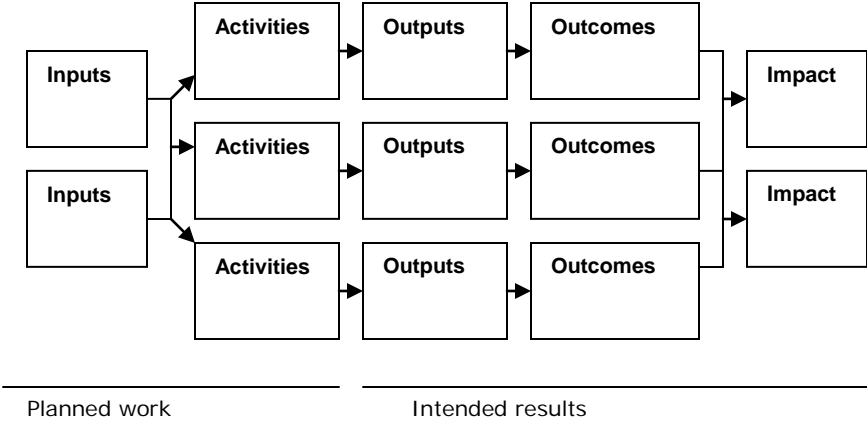 Activities
Outputs
Outcomes
Inputs
Impact
Activities
Outputs
Outcomes
Inputs
Impact
Activities
Outputs
Outcomes
Planned work
Intended results